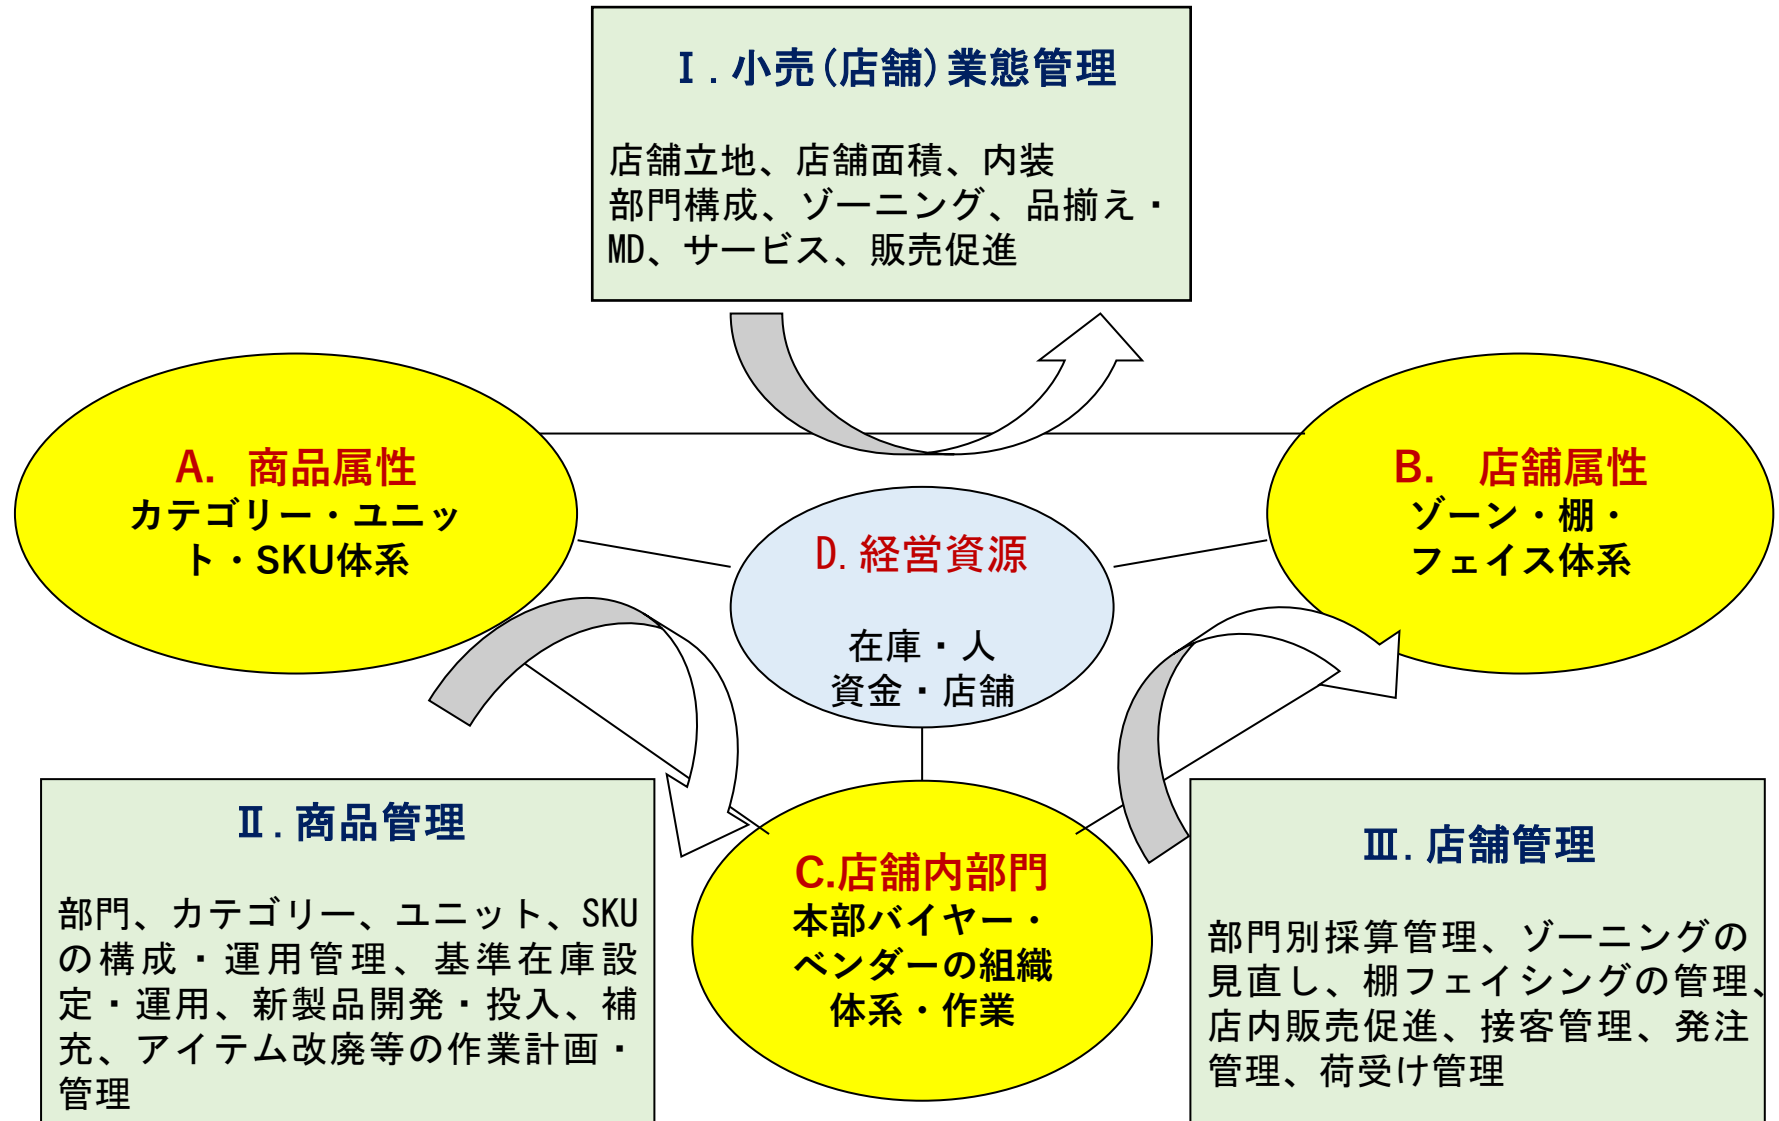 Ⅰ.小売(店舗)業態管理
店舗立地、店舗面積、内装
部門構成、ゾーニング、品揃え・
MD、サービス、販売促進
A. 商品属性
カテゴリー・ユニッ
ト・SKU体系
B. 店舗属性
ゾーン・棚・
フェイス体系
D.経営資源
在庫・人
資金・店舗
Ⅱ.商品管理
部門、カテゴリー、ユニット、SKU
の構成・運用管理、基準在庫設
定・運用、新製品開発・投入、補
充、アイテム改廃等の作業計画・
管理
C.店舗内部門
本部バイヤー・
ベンダーの組織
体系・作業
Ⅲ.店舗管理
部門別採算管理、ゾーニングの
見直し、棚フェイシングの管理、
店内販売促進、接客管理、発注
管理、荷受け管理